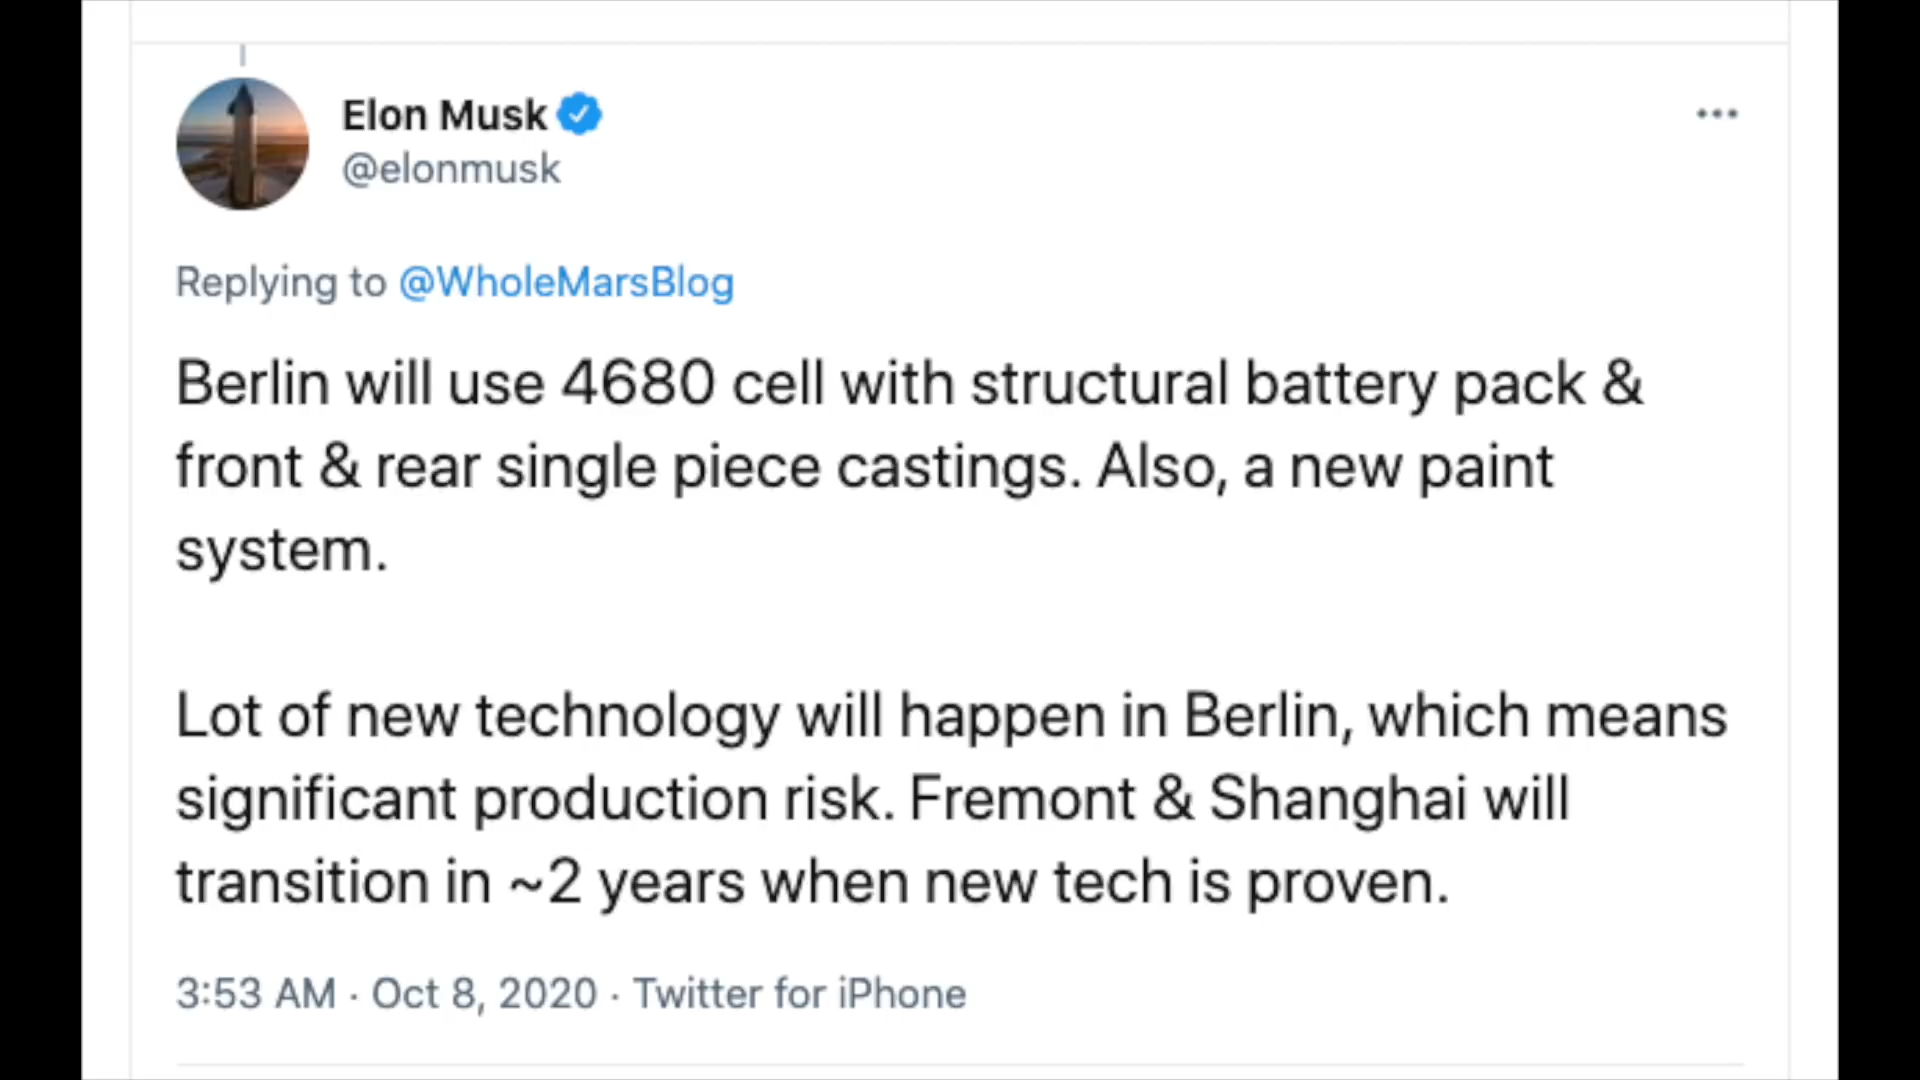 Elon Musk
@elonmusk
Replying to @WholeMarsBlog
Berlin will use 4680 cell with structural battery pack &
front & rear single piece castings. Also, a new paint
system.
Lot of new technology will happen in Berlin, which means
significant production risk. Fremont & Shanghai will
transition in ~2 years when new tech is proven.
3:53 AM · Oct 8, 2020 · Twitter for iPhone